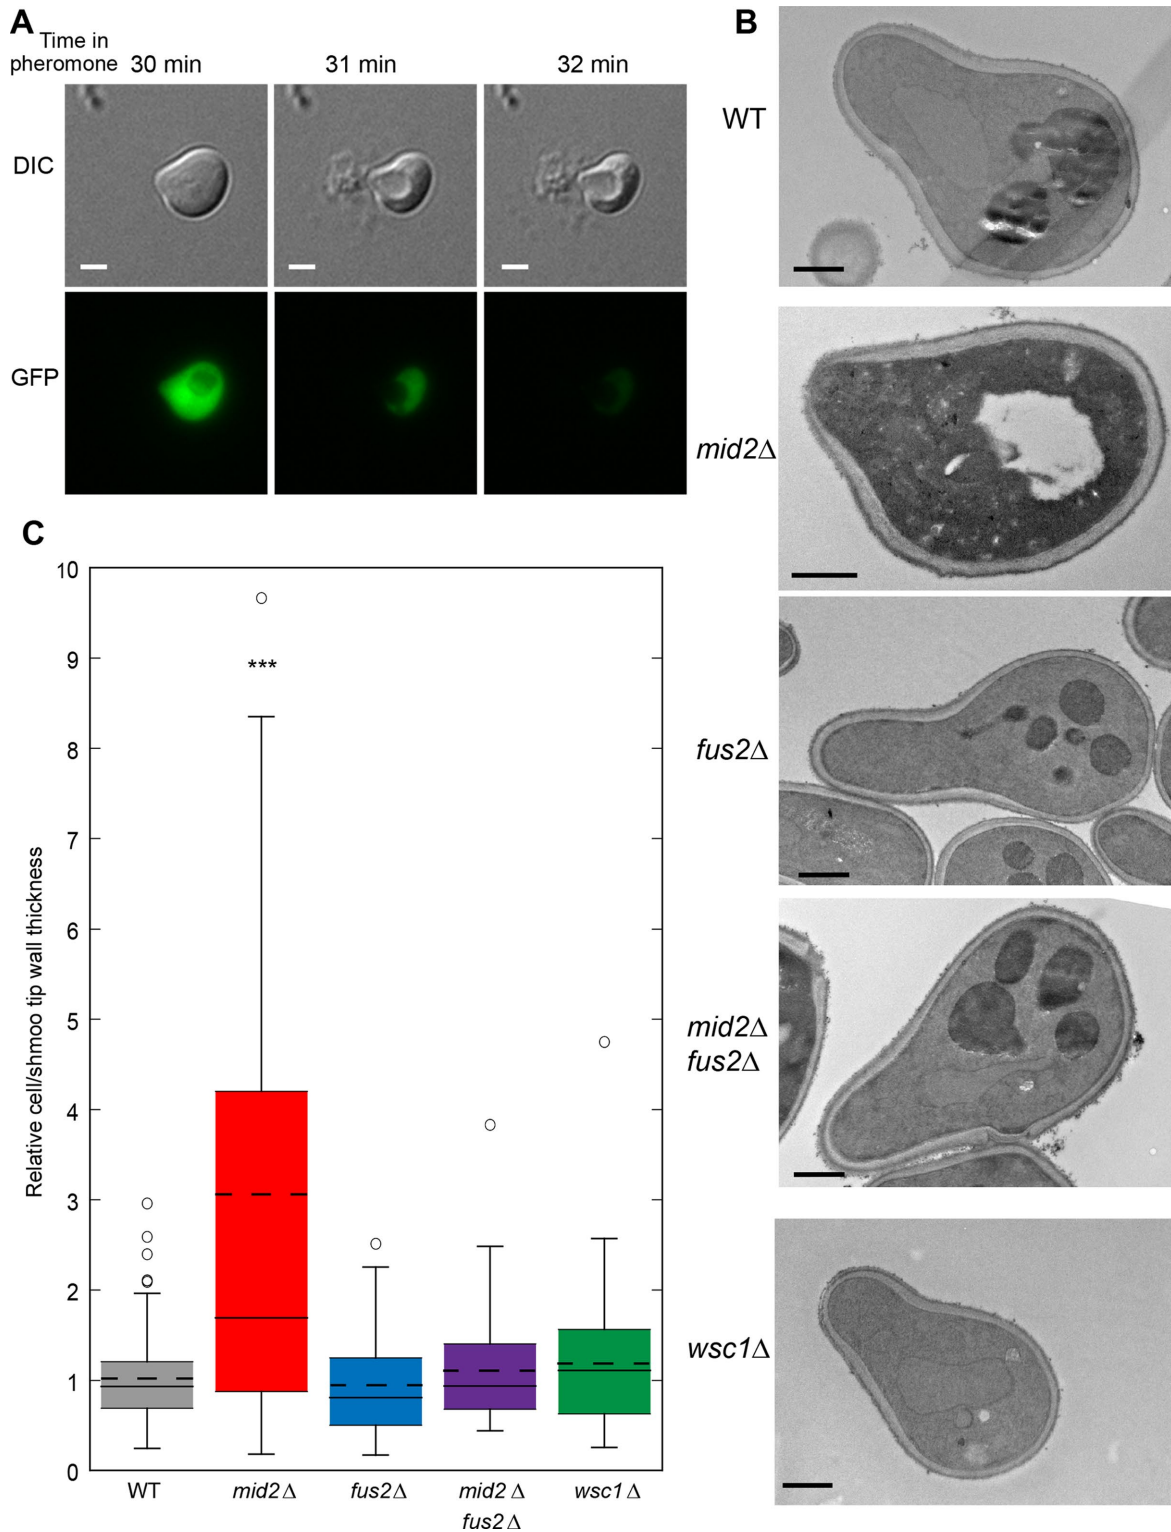 A
Time in
pheromone 30 min 31 min 32 min
DIC
GFP
B
WT
mid2Δ
fus2Δ
mid2Δ
fus2Δ
wsc1Δ
C
Relative cell/shmoo tip wall thickness
10
9
8
7
6
5
4
3
2
1
0
***
WT mid2Δ fus2Δ mid2Δ wsc1Δ
fus2Δ